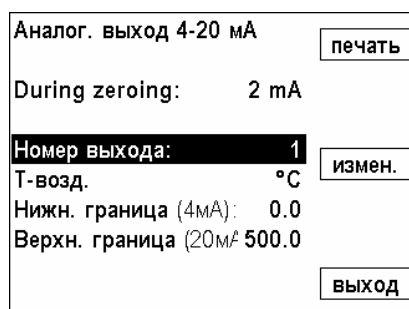 Аналог. выход 4-20 мА
печать
During zeroing: 2 mA
Номер выхода: 1
измен.
Т-возд. °C
Нижн. граница (4мА): 0.0
Верхн. граница (20мА 500.0
выход